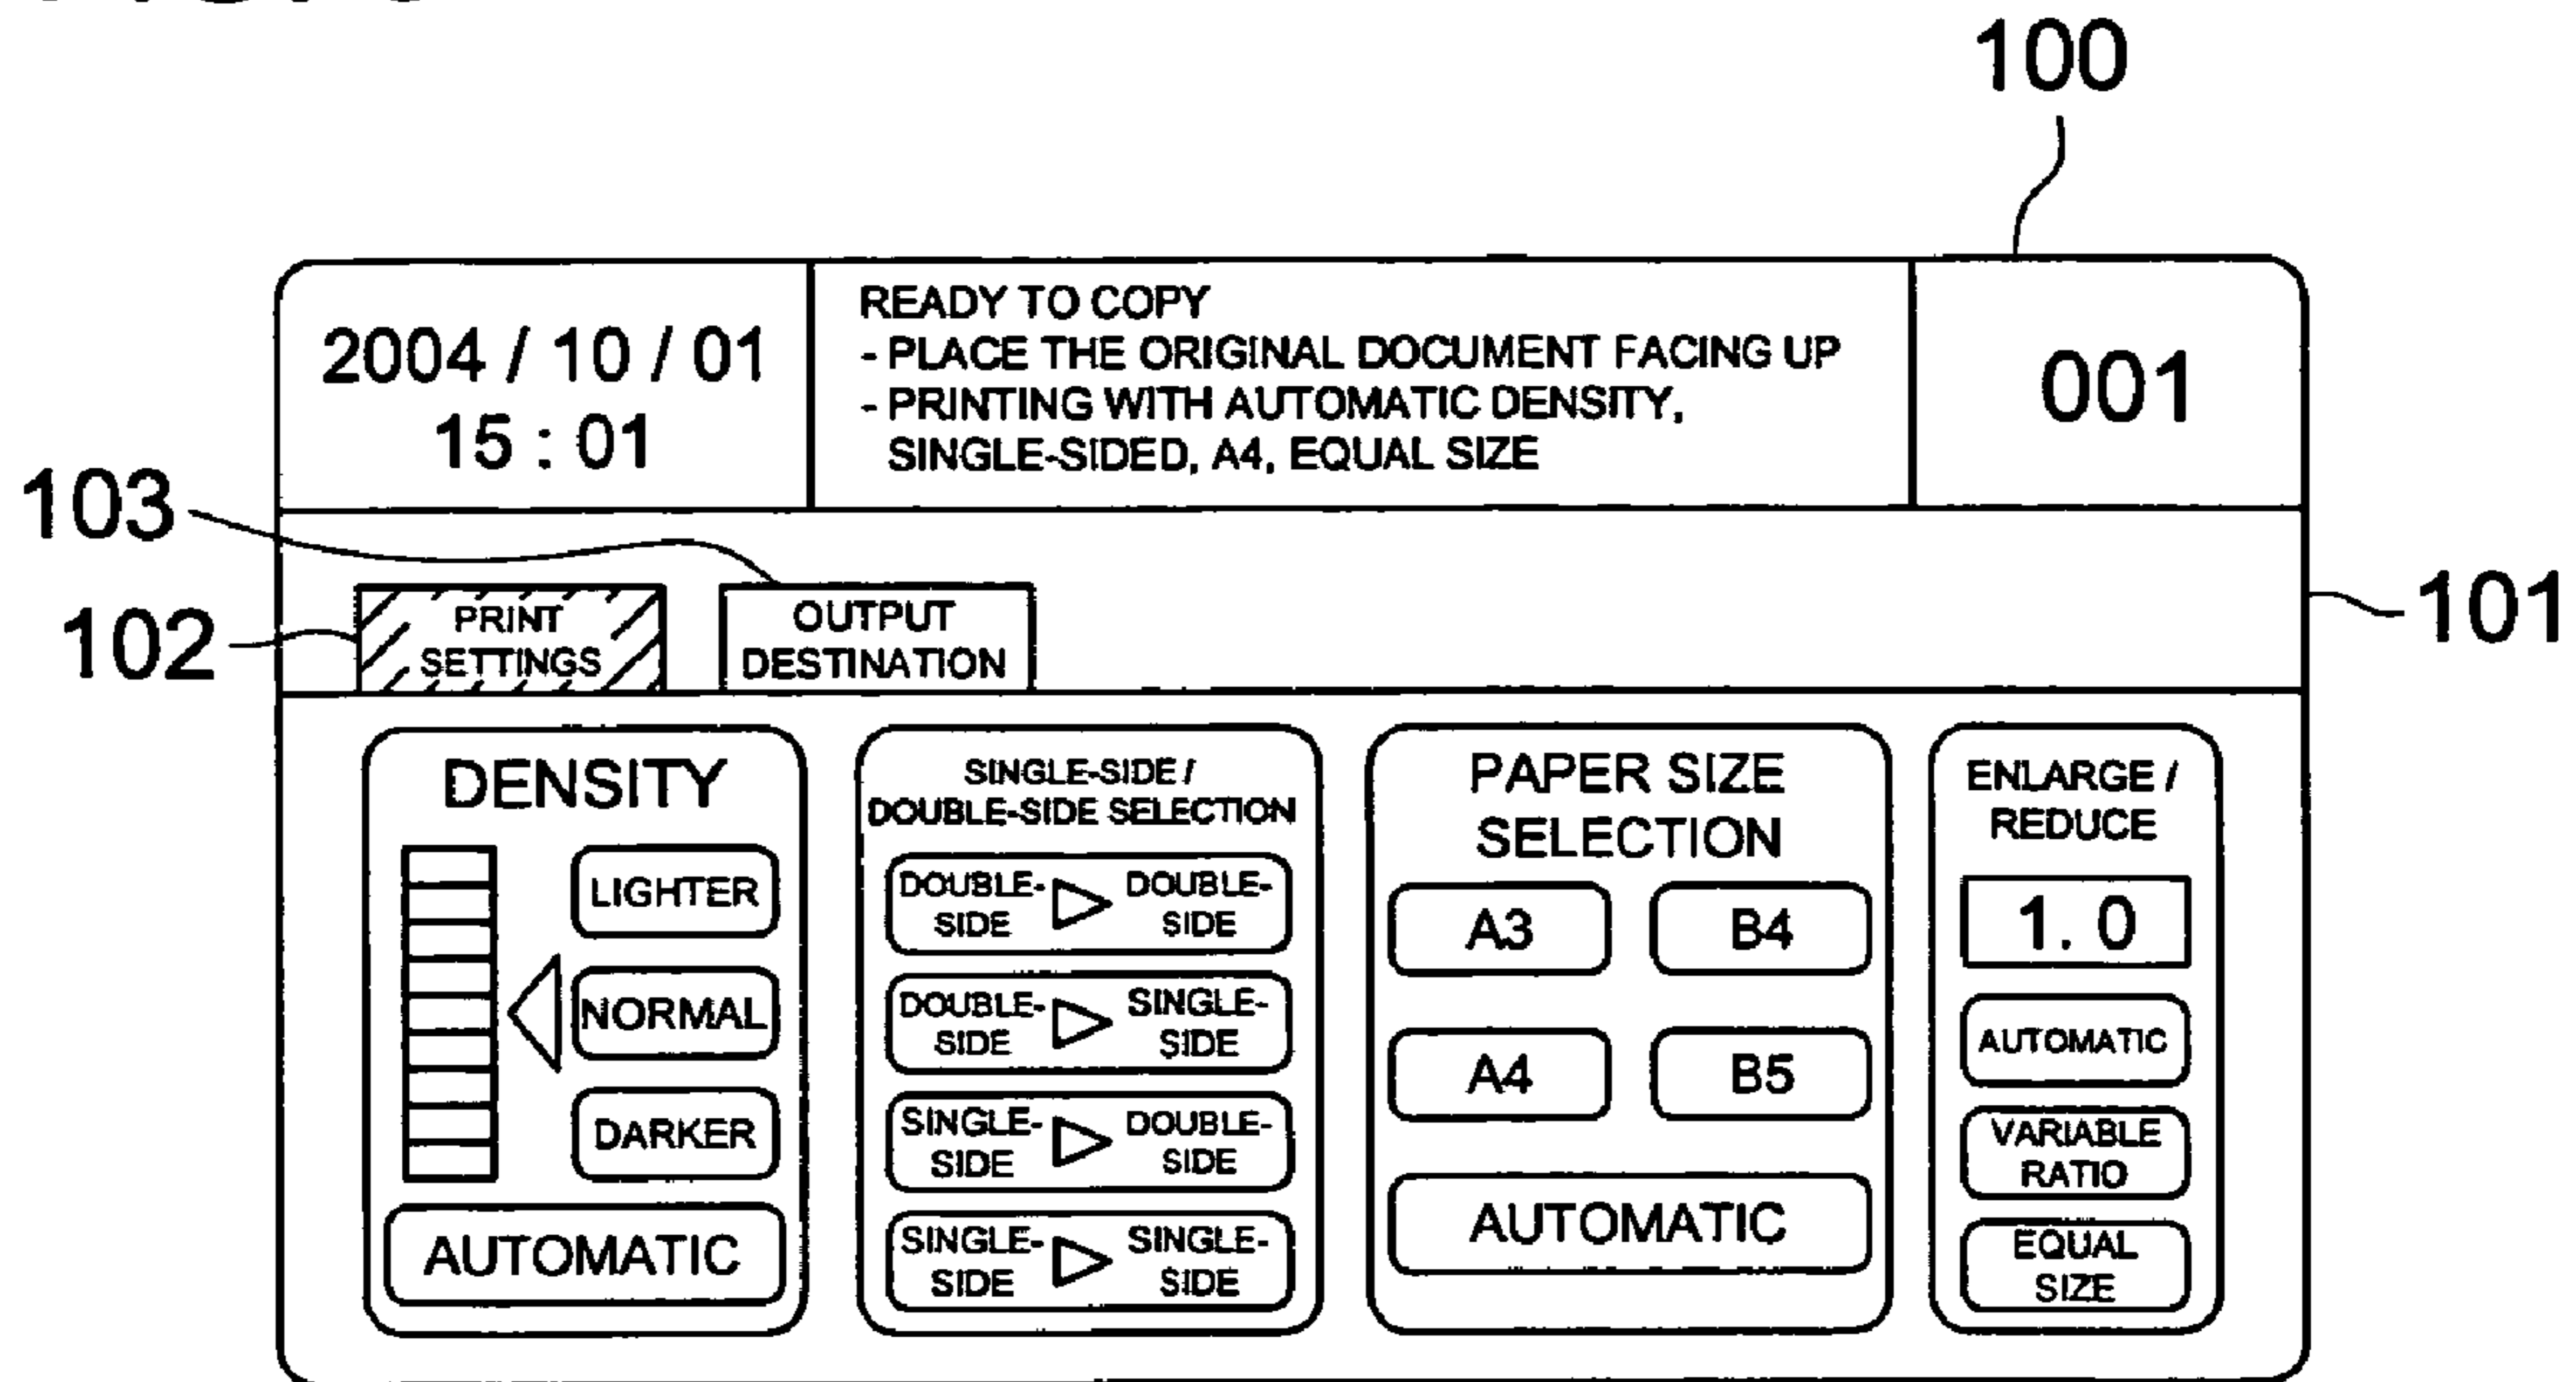 100
2004 / 10 / 01
15 : 01
READY TO COPY
- PLACE THE ORIGINAL DOCUMENT FACING UP
- PRINTING WITH AUTOMATIC DENSITY,
SINGLE-SIDED, A4, EQUAL SIZE
001
103
102
101
PRINT
SETTINGS
OUTPUT
DESTINATION
DENSITY
LIGHTER
NORMAL
DARKER
AUTOMATIC
SINGLE-SIDE /
DOUBLE-SIDE SELECTION
DOUBLE- ▷ DOUBLE-
SIDE SIDE
DOUBLE- ▷ SINGLE-
SIDE SIDE
SINGLE- ▷ DOUBLE-
SIDE SIDE
SINGLE- ▷ SINGLE-
SIDE SIDE
PAPER SIZE
SELECTION
A3 B4
A4 B5
AUTOMATIC
ENLARGE /
REDUCE
1. 0
AUTOMATIC
VARIABLE
RATIO
EQUAL
SIZE